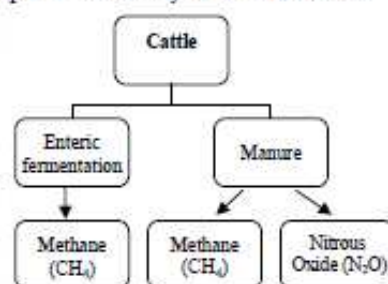 Cattle
Enteric
fermentation
Manure
Methane
(CH₄)
Methane
(CH₄)
Nitrous
Oxide (N₂O)